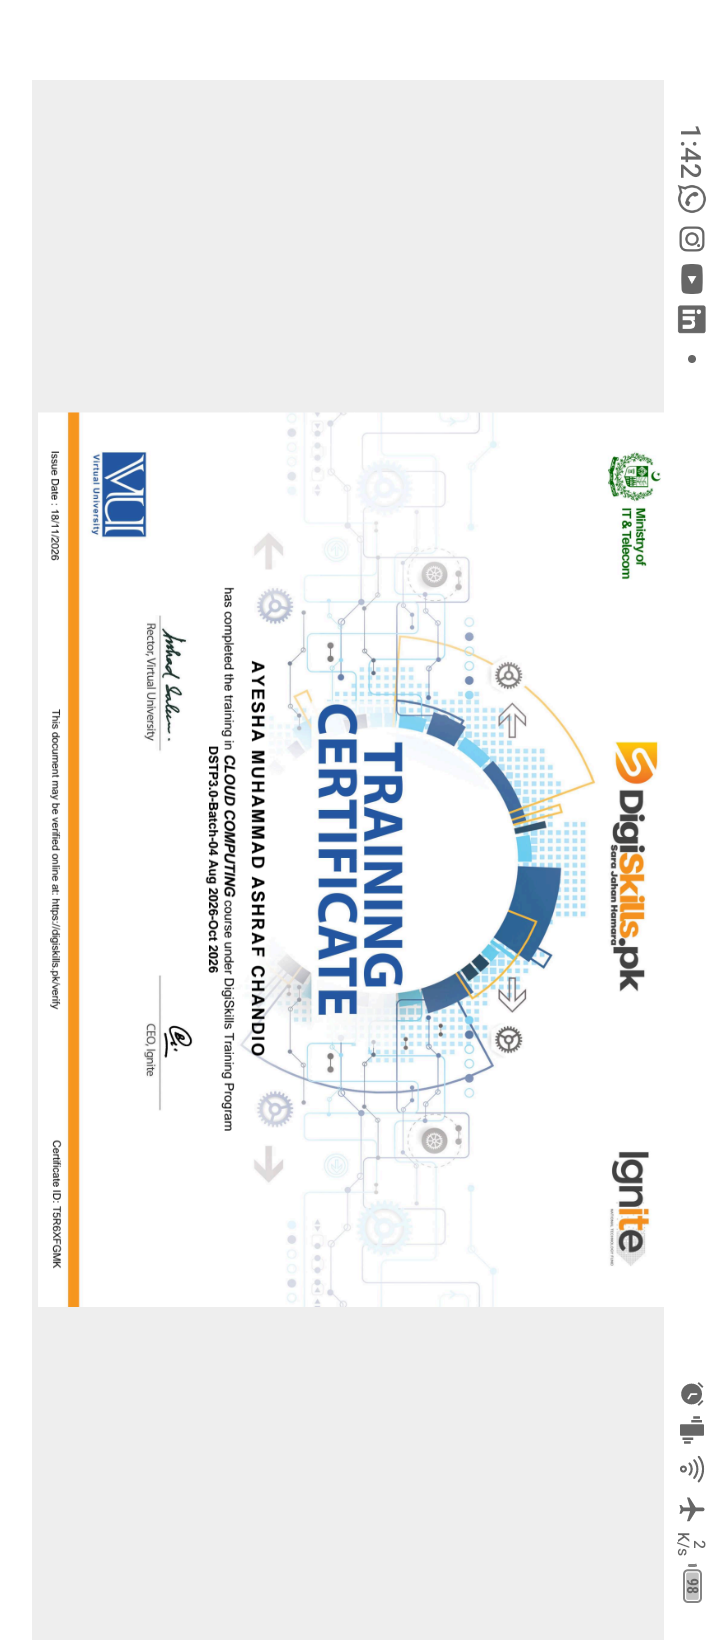 1:42
2
K/s
98
Ministry of
IT & Telecom
DigiSkills.pk
Sara Jahan Hamara
Ignite
TRAINING
CERTIFICATE
AYESHA MUHAMMAD ASHRAF CHANDIO
has completed the training in CLOUD COMPUTING course under DigiSkills Training Program
DSTP3.0-Batch-04 Aug 2026-Oct 2026
VU
Virtual University
Rector, Virtual University
CEO, Ignite
Issue Date : 18/11/2026
This document may be verified online at: https://digiskills.pk/verify
Certificate ID: T5R6XFGMK